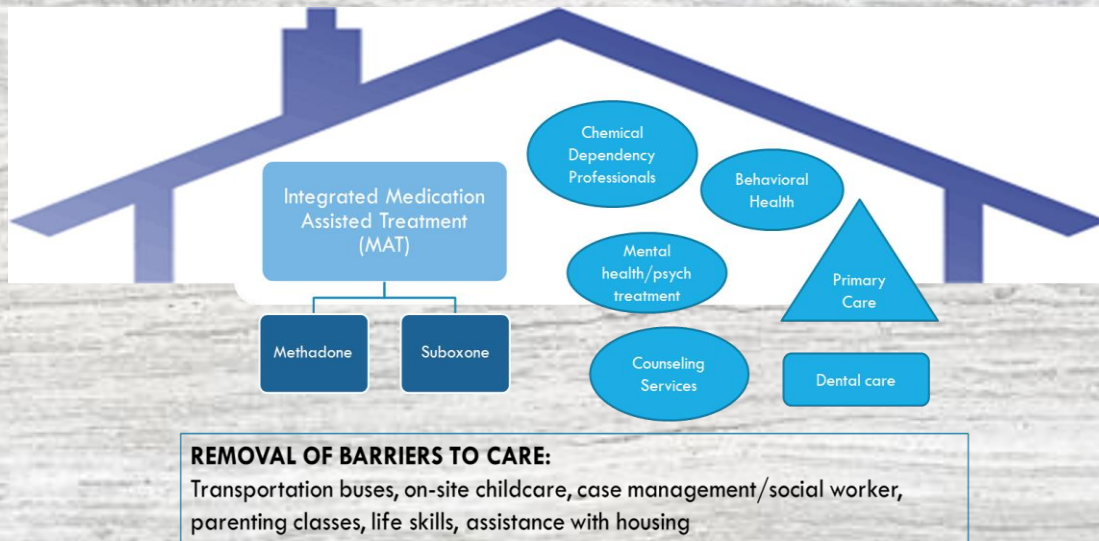 Integrated Medication
Assisted Treatment
(MAT)
Methadone
Suboxone
Chemical
Dependency
Professionals
Behavioral
Health
Mental
health/psych
treatment
Primary
Care
Counseling
Services
Dental care
REMOVAL OF BARRIERS TO CARE:
Transportation buses, on-site childcare, case management/social worker,
parenting classes, life skills, assistance with housing